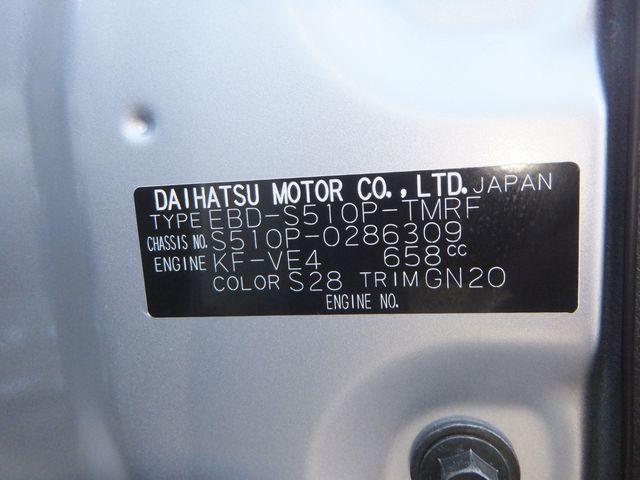 DAIHATSU MOTOR CO., LTD. JAPAN
TYPE EBD-S510P-TMRF
CHASSIS NO. S510P-0286309
ENGINE KF-VE4 658cc
COLOR S28 TRIM GN20
ENGINE NO.